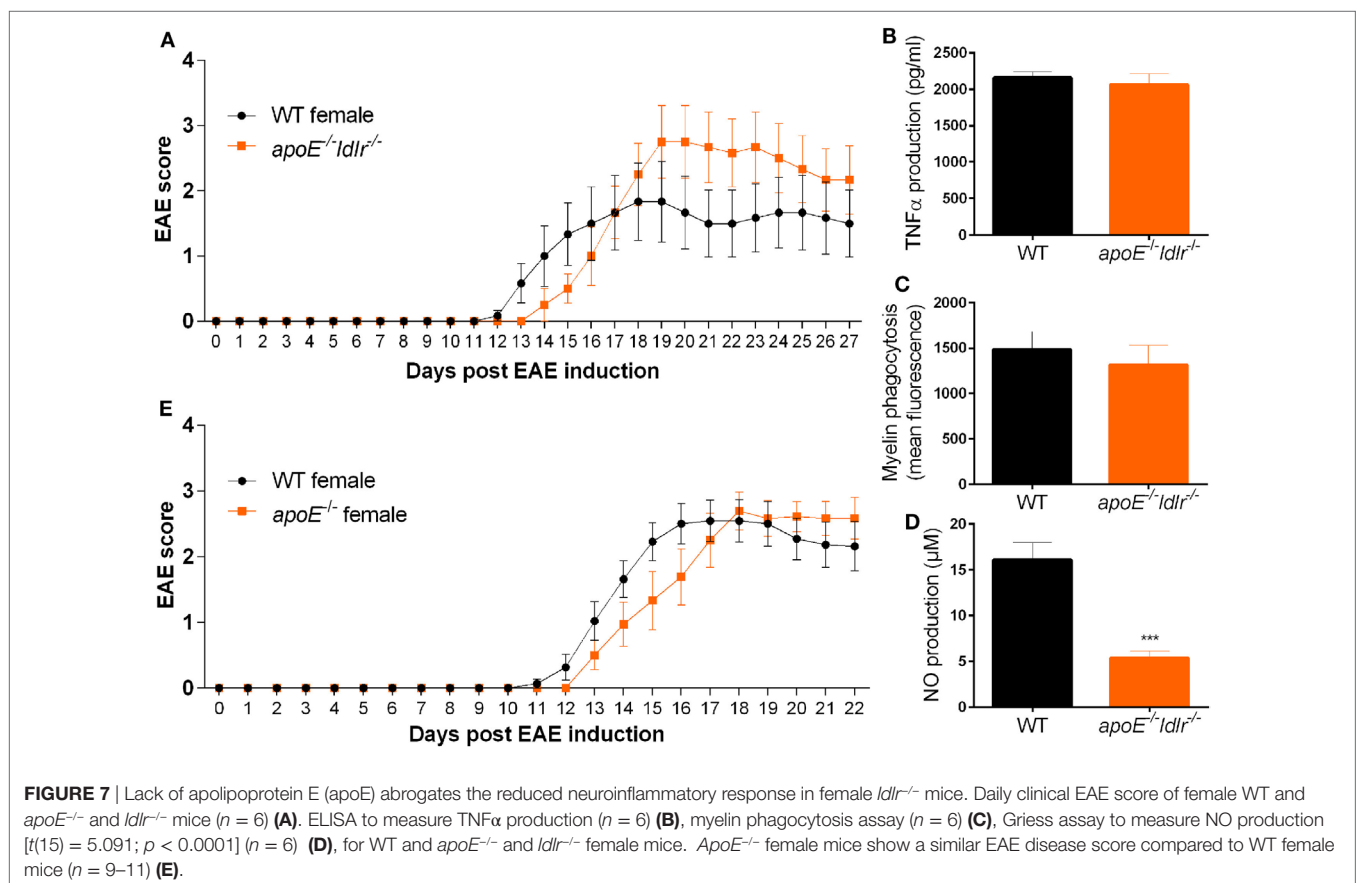 A
4
3
2
1
0
EAE score
WT female
apoE-/-ldlr-/-
0 1 2 3 4 5 6 7 8 9 10 11 12 13 14 15 16 17 18 19 20 21 22 23 24 25 26 27
Days post EAE induction
B
2500
2000
1500
1000
500
0
TNFα production (pg/ml)
WT
apoE-/-ldlr-/-
C
2000
1500
1000
500
0
Myelin phagocytosis
(mean fluorescence)
WT
apoE-/-ldlr-/-
E
4
3
2
1
0
EAE score
WT female
apoE-/- female
0 1 2 3 4 5 6 7 8 9 10 11 12 13 14 15 16 17 18 19 20 21 22
Days post EAE induction
D
20
15
10
5
0
NO production (µM)
***
WT
apoE-/-ldlr-/-
FIGURE 7 | Lack of apolipoprotein E (apoE) abrogates the reduced neuroinflammatory response in female ldlr−/− mice. Daily clinical EAE score of female WT and
apoE−/− and ldlr−/− mice (n = 6) (A). ELISA to measure TNFα production (n = 6) (B), myelin phagocytosis assay (n = 6) (C), Griess assay to measure NO production
[t(15) = 5.091; p < 0.0001] (n = 6) (D), for WT and apoE−/− and ldlr−/− female mice. ApoE−/− female mice show a similar EAE disease score compared to WT female
mice (n = 9–11) (E).